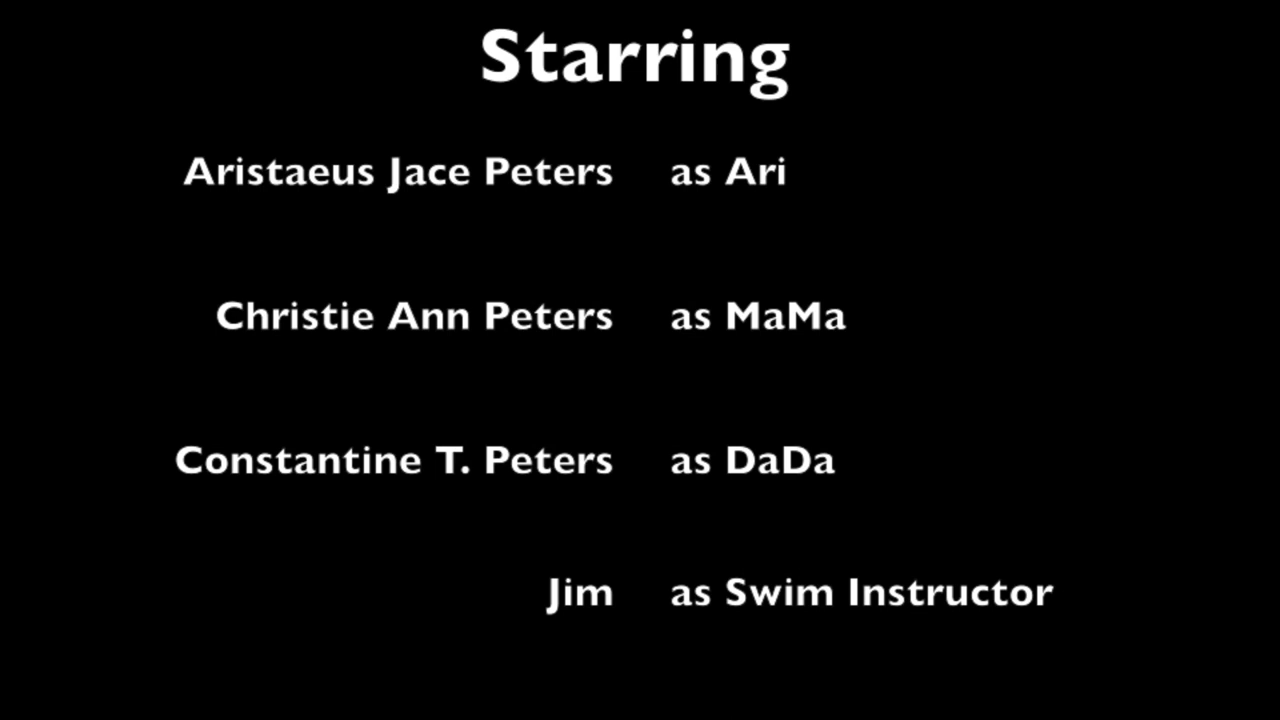 Starring
Aristaeus Jace Peters as Ari
Christie Ann Peters as MaMa
Constantine T. Peters as DaDa
Jim as Swim Instructor